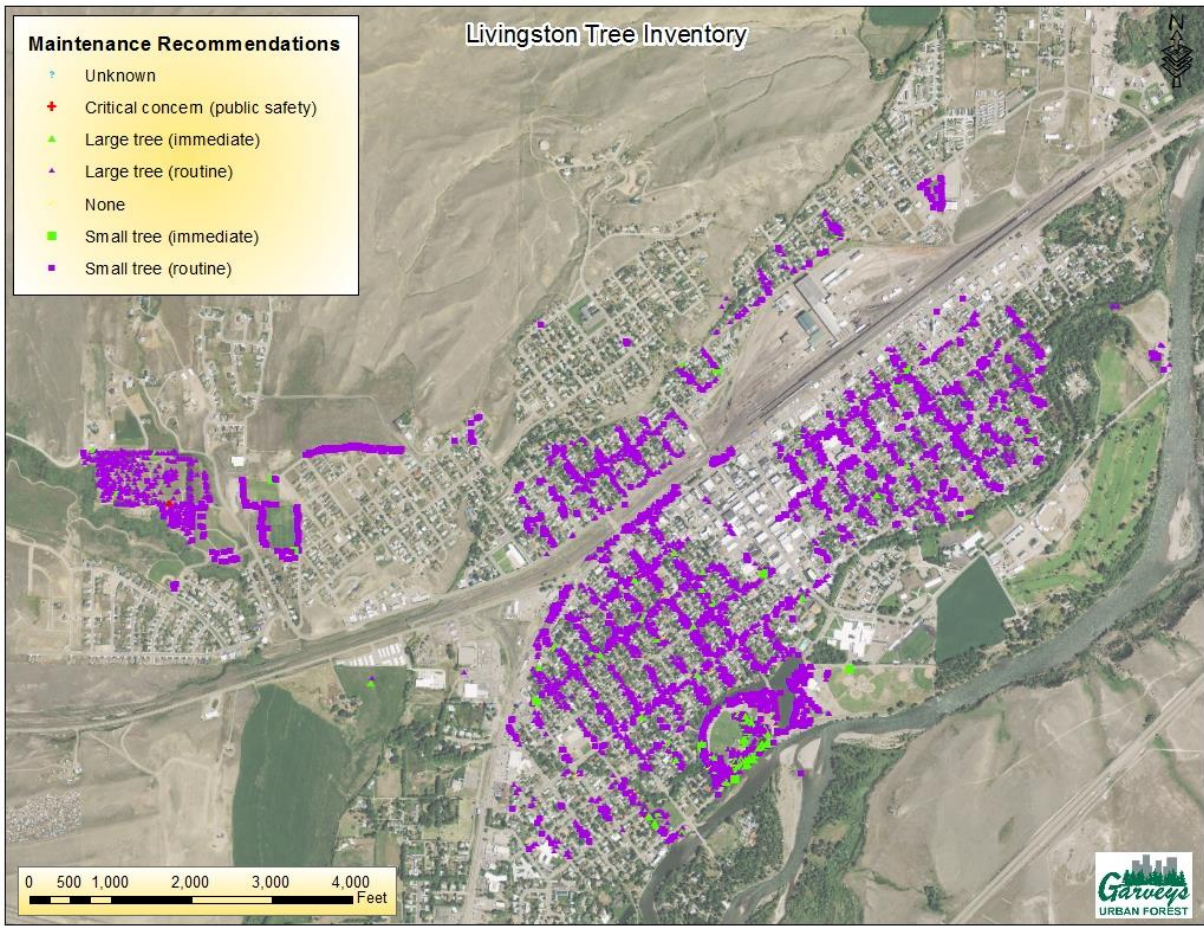 Livingston Tree Inventory
N
Maintenance Recommendations
? Unknown
Critical concern (public safety)
Large tree (immediate)
Large tree (routine)
None
Small tree (immediate)
Small tree (routine)
0 500 1,000 2,000 3,000 4,000
Feet
Garveys
URBAN FOREST